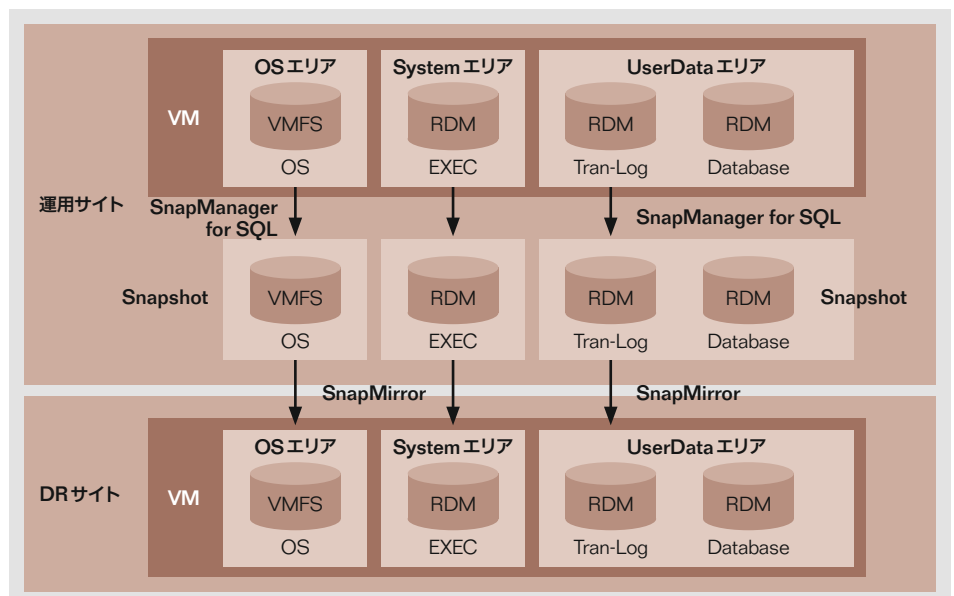 OSエリア Systemエリア UserDataエリア
VM VMFS RDM RDM RDM
OS EXEC Tran-Log Database
運用サイト
SnapManager
for SQL
SnapManager for SQL
Snapshot VMFS RDM RDM RDM Snapshot
OS EXEC Tran-Log Database
SnapMirror SnapMirror
OSエリア Systemエリア UserDataエリア
DRサイト VM VMFS RDM RDM RDM
OS EXEC Tran-Log Database